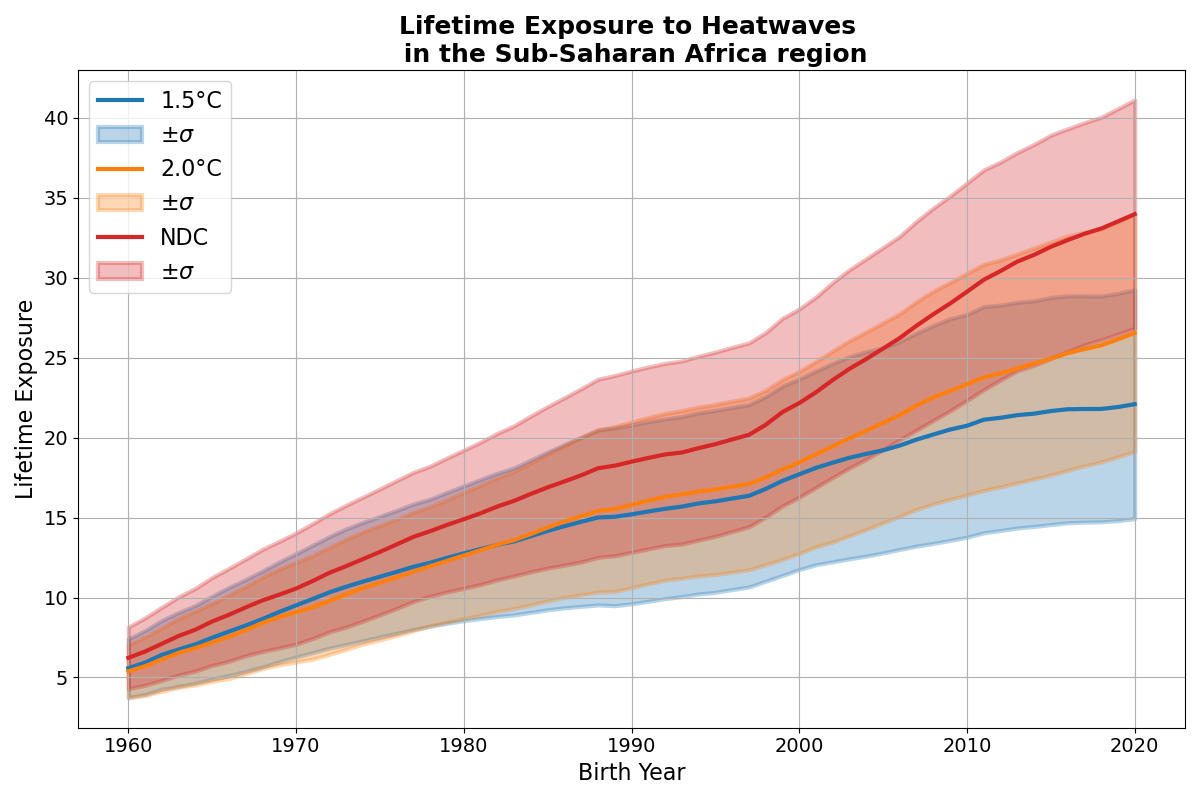 Lifetime Exposure to Heatwaves
in the Sub-Saharan Africa region
1.5°C
±σ
2.0°C
±σ
NDC
±σ
40
35
30
25
20
15
10
5
Lifetime Exposure
1960 1970 1980 1990 2000 2010 2020
Birth Year